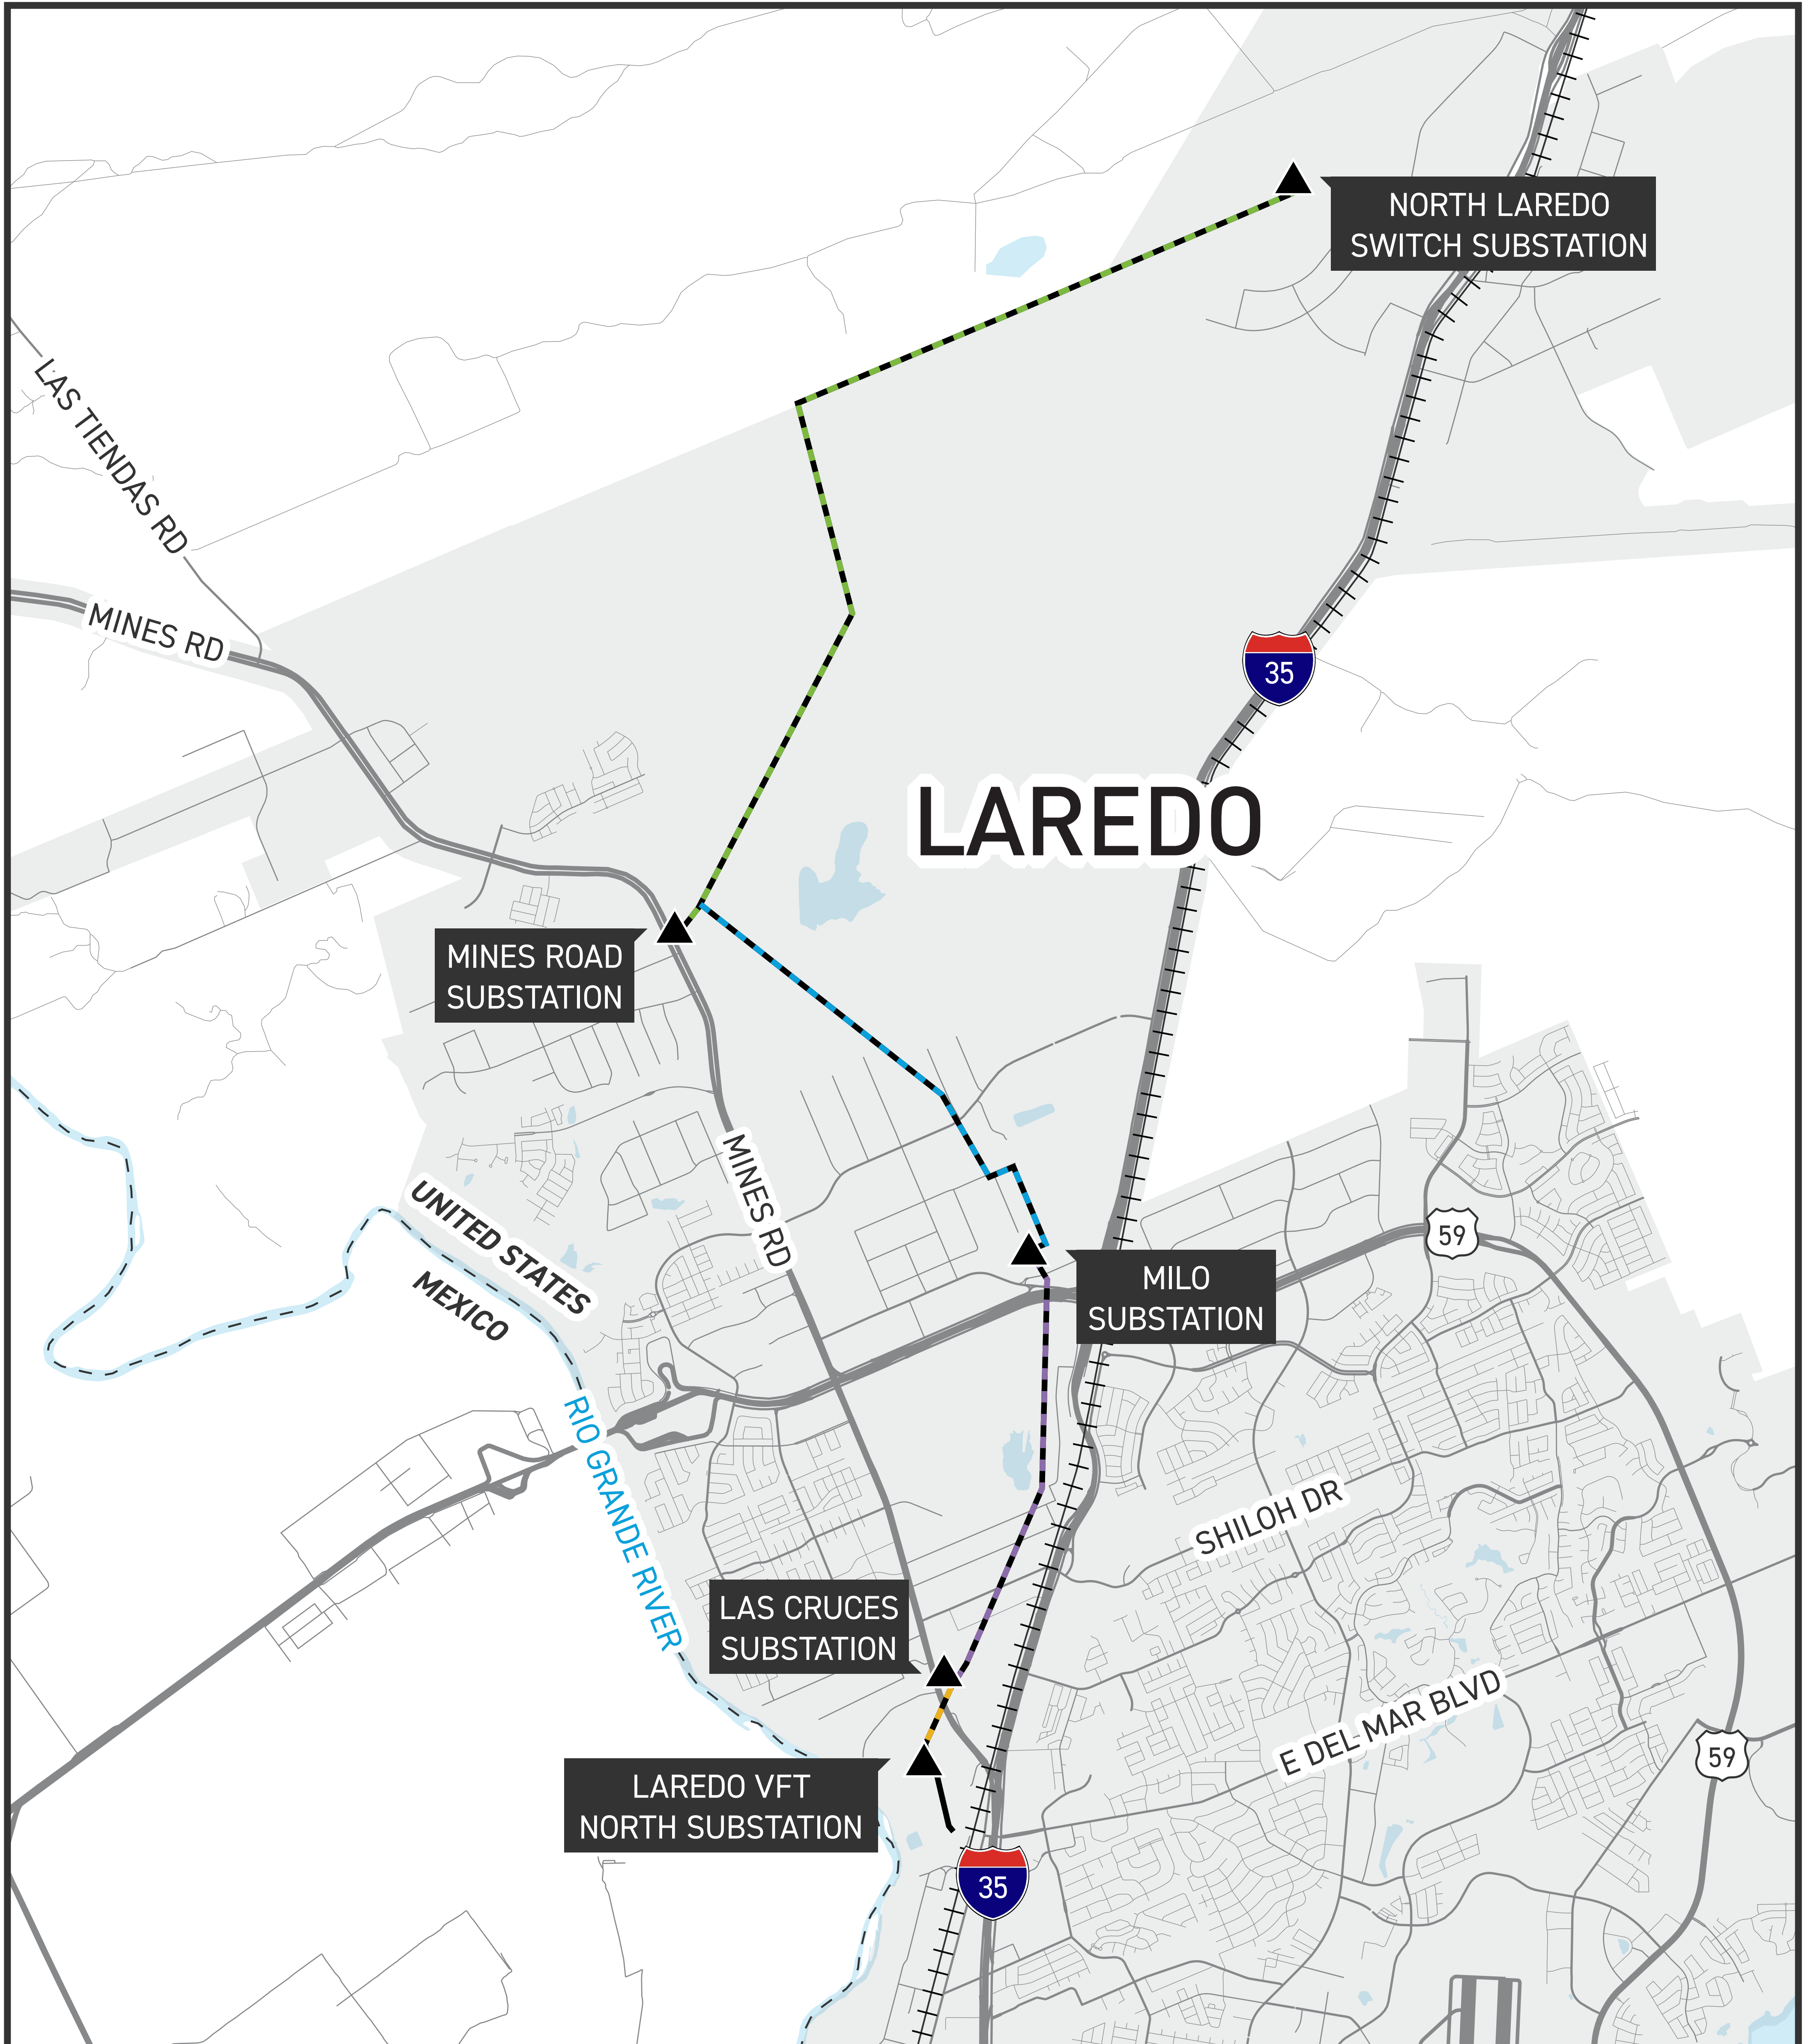 NORTH LAREDO
SWITCH SUBSTATION
LAS TIENDAS RD
MINES RD
35
LAREDO
MINES ROAD
SUBSTATION
MINES RD
UNITED STATES
MEXICO
59
MILO
SUBSTATION
RIO GRANDE RIVER
SHILOH DR
LAS CRUCES
SUBSTATION
E DEL MAR BLVD
59
LAREDO VFT
NORTH SUBSTATION
35